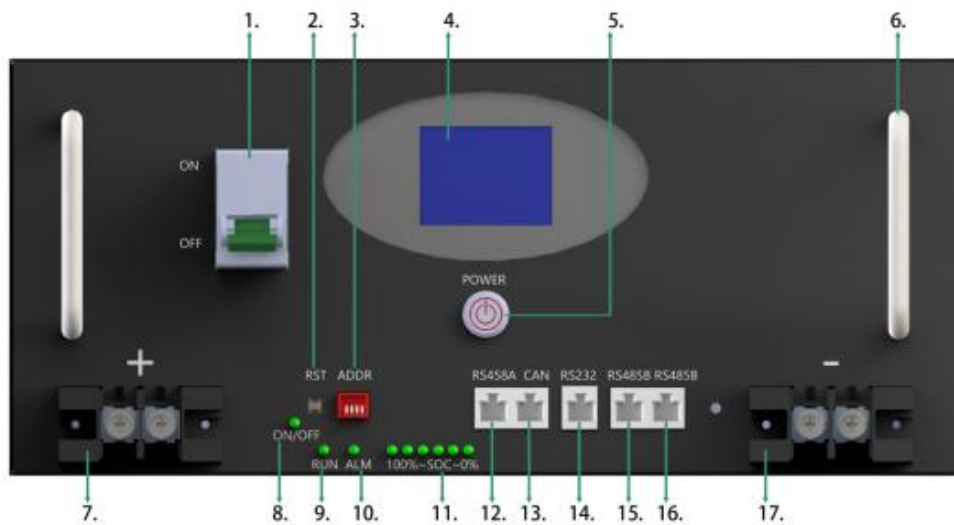 1. 2. 3. 4. 5. 6.
ON
OFF
POWER
+ -
RST ADDR RS458A CAN RS232 RS485B RS485B
ON/OFF
RUN ALM 100%~SOC~0%
7. 8. 9. 10. 11. 12. 13. 14. 15. 16. 17.